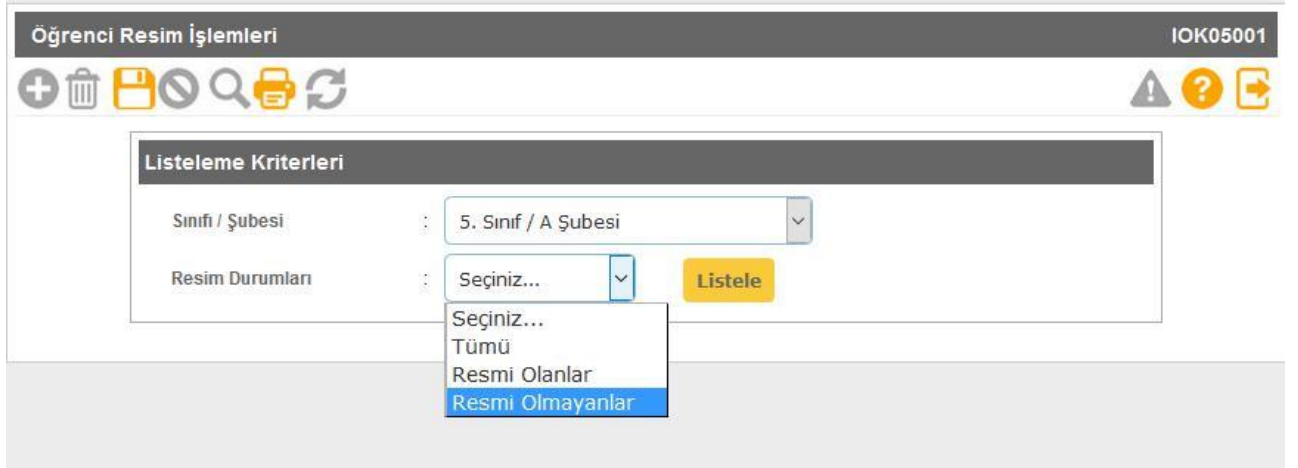 Öğrenci Resim İşlemleri IOK05001
Listeleme Kriterleri
Sınıfı / Şubesi : 5. Sınıf / A Şubesi
Resim Durumları : Seçiniz... Listele
Seçiniz...
Tümü
Resmi Olanlar
Resmi Olmayanlar